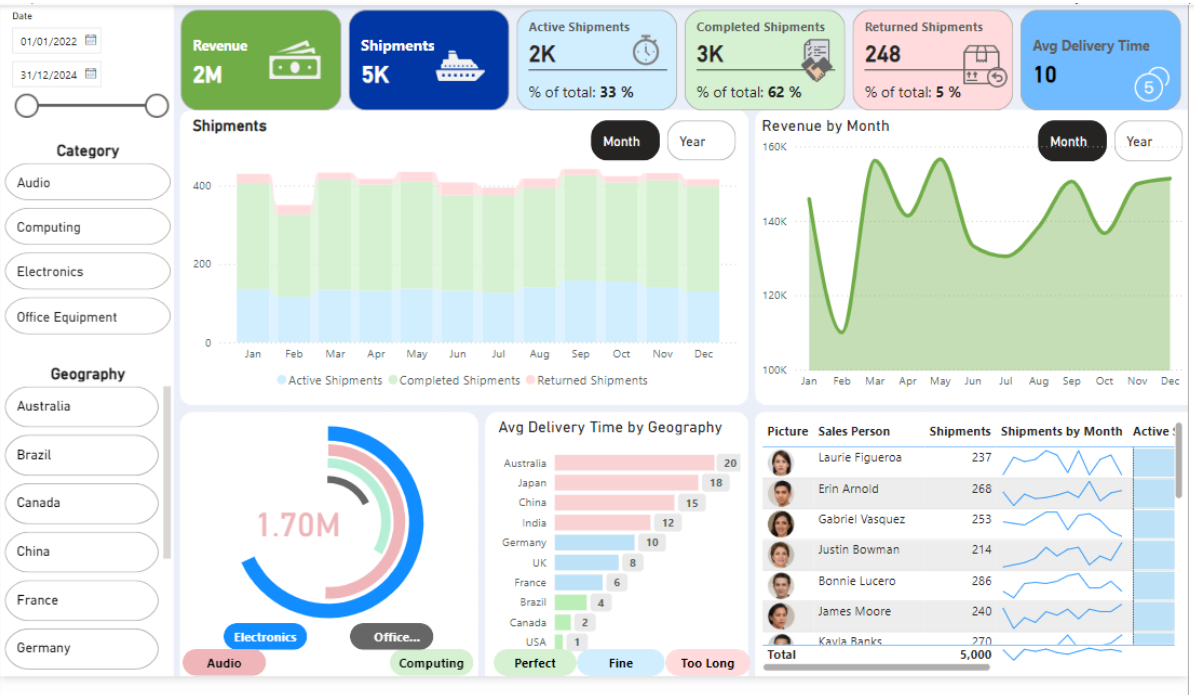 Date
01/01/2022
31/12/2024
Category
Audio
Computing
Electronics
Office Equipment
Geography
Australia
Brazil
Canada
China
France
Germany
Revenue
2M
Shipments
5K
Active Shipments
2K
% of total: 33 %
Completed Shipments
3K
% of total: 62 %
Returned Shipments
248
% of total: 5 %
Avg Delivery Time
10
5
Shipments
Month Year
400
200
0
Jan Feb Mar Apr May Jun Jul Aug Sep Oct Nov Dec
Active Shipments Completed Shipments Returned Shipments
Revenue by Month
Month Year
160K
140K
120K
100K
Jan Feb Mar Apr May Jun Jul Aug Sep Oct Nov Dec
1.70M
Electronics Office...
Audio Computing
Avg Delivery Time by Geography
Australia 20
Japan 18
China 15
India 12
Germany 10
UK 8
France 6
Brazil 4
Canada 2
USA 1
Perfect Fine Too Long
Picture Sales Person Shipments Shipments by Month Active
Laurie Figueroa 237
Erin Arnold 268
Gabriel Vasquez 253
Justin Bowman 214
Bonnie Lucero 286
James Moore 240
Kayla Banks 270
Total 5,000